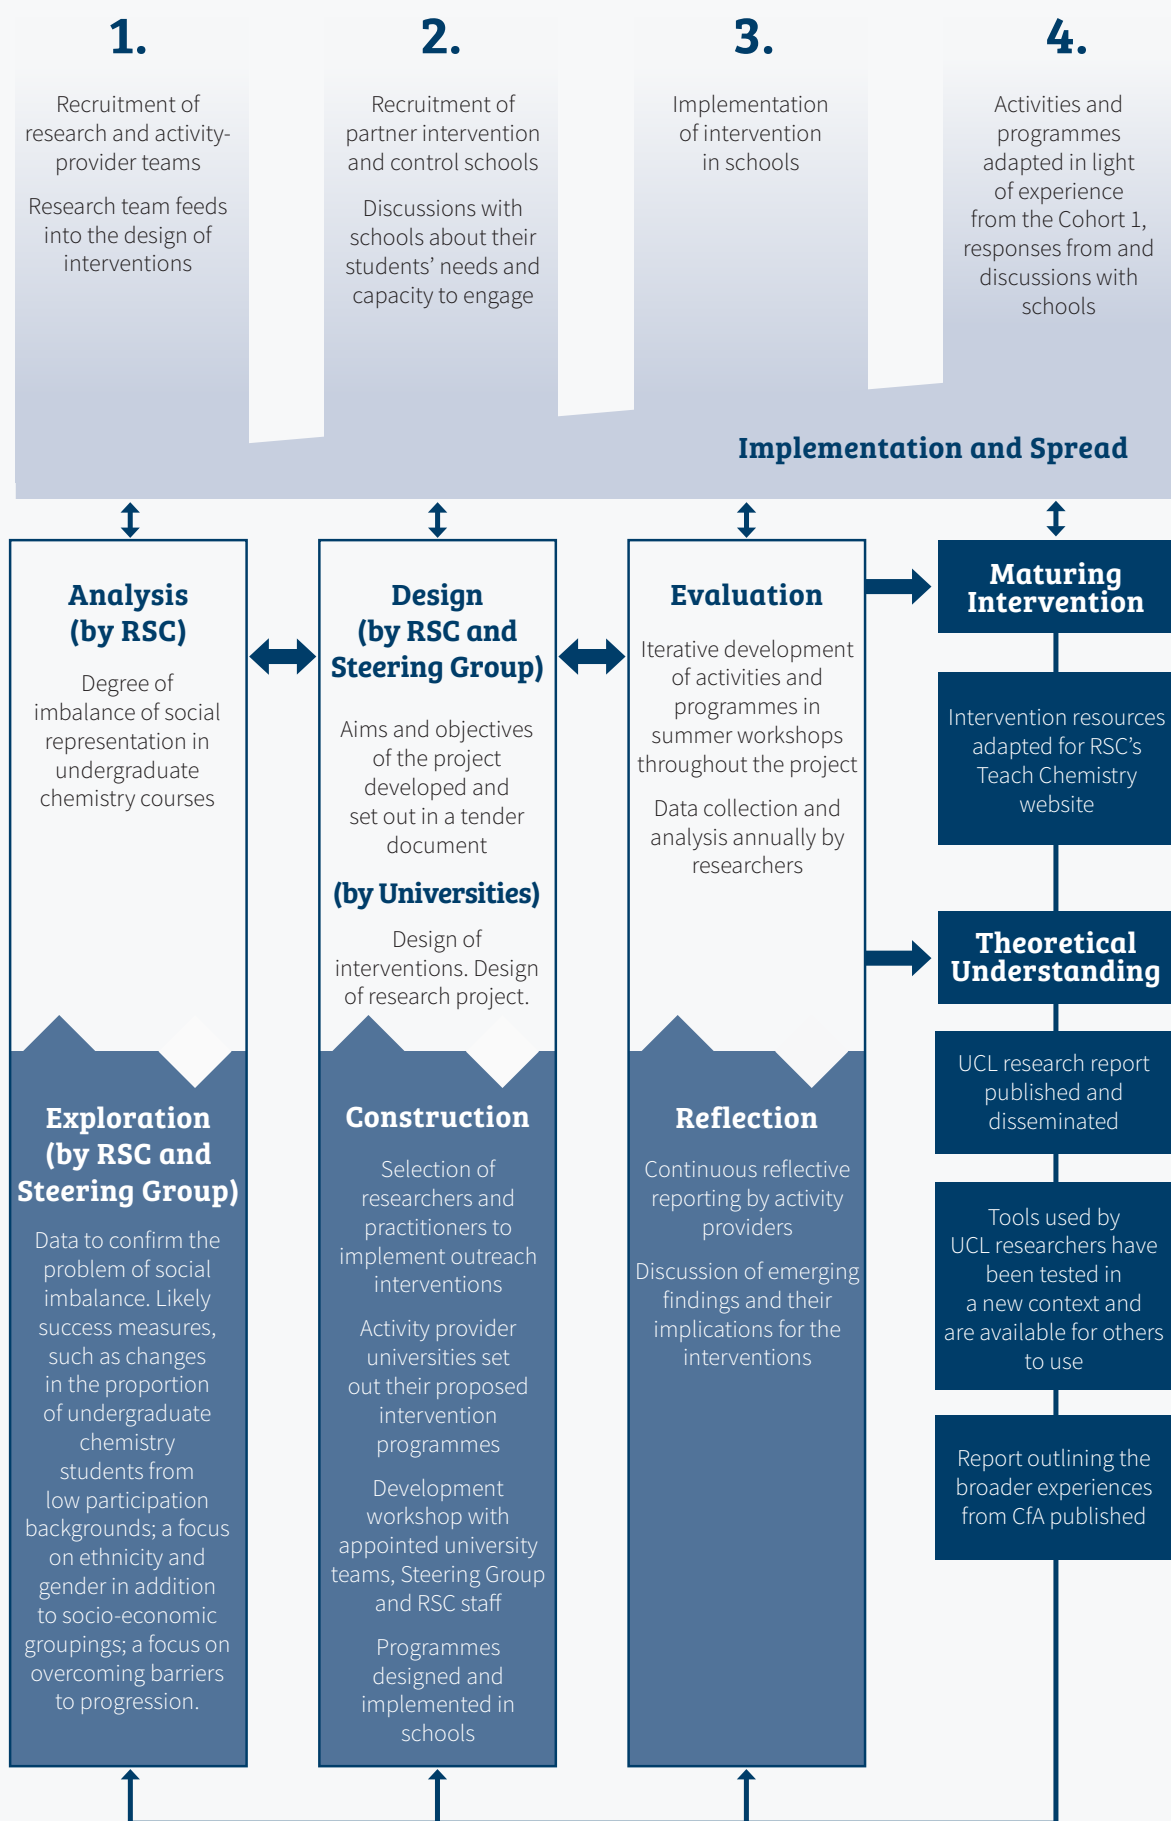 1.
Recruitment of
research and activity-
provider teams
Research team feeds
into the design of
interventions
2.
Recruitment of
partner intervention
and control schools
Discussions with
schools about their
students’ needs and
capacity to engage
3.
Implementation
of intervention
in schools
4.
Activities and
programmes
adapted in light
of experience
from the Cohort 1,
responses from and
discussions with
schools
Implementation and Spread
Analysis
(by RSC)
Degree of
imbalance of social
representation in
undergraduate
chemistry courses
Exploration
(by RSC and
Steering Group)
Data to confirm the
problem of social
imbalance. Likely
success measures,
such as changes
in the proportion
of undergraduate
chemistry
students from
low participation
backgrounds; a focus
on ethnicity and
gender in addition
to socio-economic
groupings; a focus on
overcoming barriers
to progression.
Design
(by RSC and
Steering Group)
Aims and objectives
of the project
developed and
set out in a tender
document
(by Universities)
Design of
interventions. Design
of research project.
Construction
Selection of
researchers and
practitioners to
implement outreach
interventions
Activity provider
universities set
out their proposed
intervention
programmes
Development
workshop with
appointed university
teams, Steering Group
and RSC staff
Programmes
designed and
implemented in
schools
Evaluation
Iterative development
of activities and
programmes in
summer workshops
throughout the project
Data collection and
analysis annually by
researchers
Reflection
Continuous reflective
reporting by activity
providers
Discussion of emerging
findings and their
implications for the
interventions
Maturing
Intervention
Intervention resources
adapted for RSC’s
Teach Chemistry
website
Theoretical
Understanding
UCL research report
published and
disseminated
Tools used by
UCL researchers have
been tested in
a new context and
are available for others
to use
Report outlining the
broader experiences
from CfA published